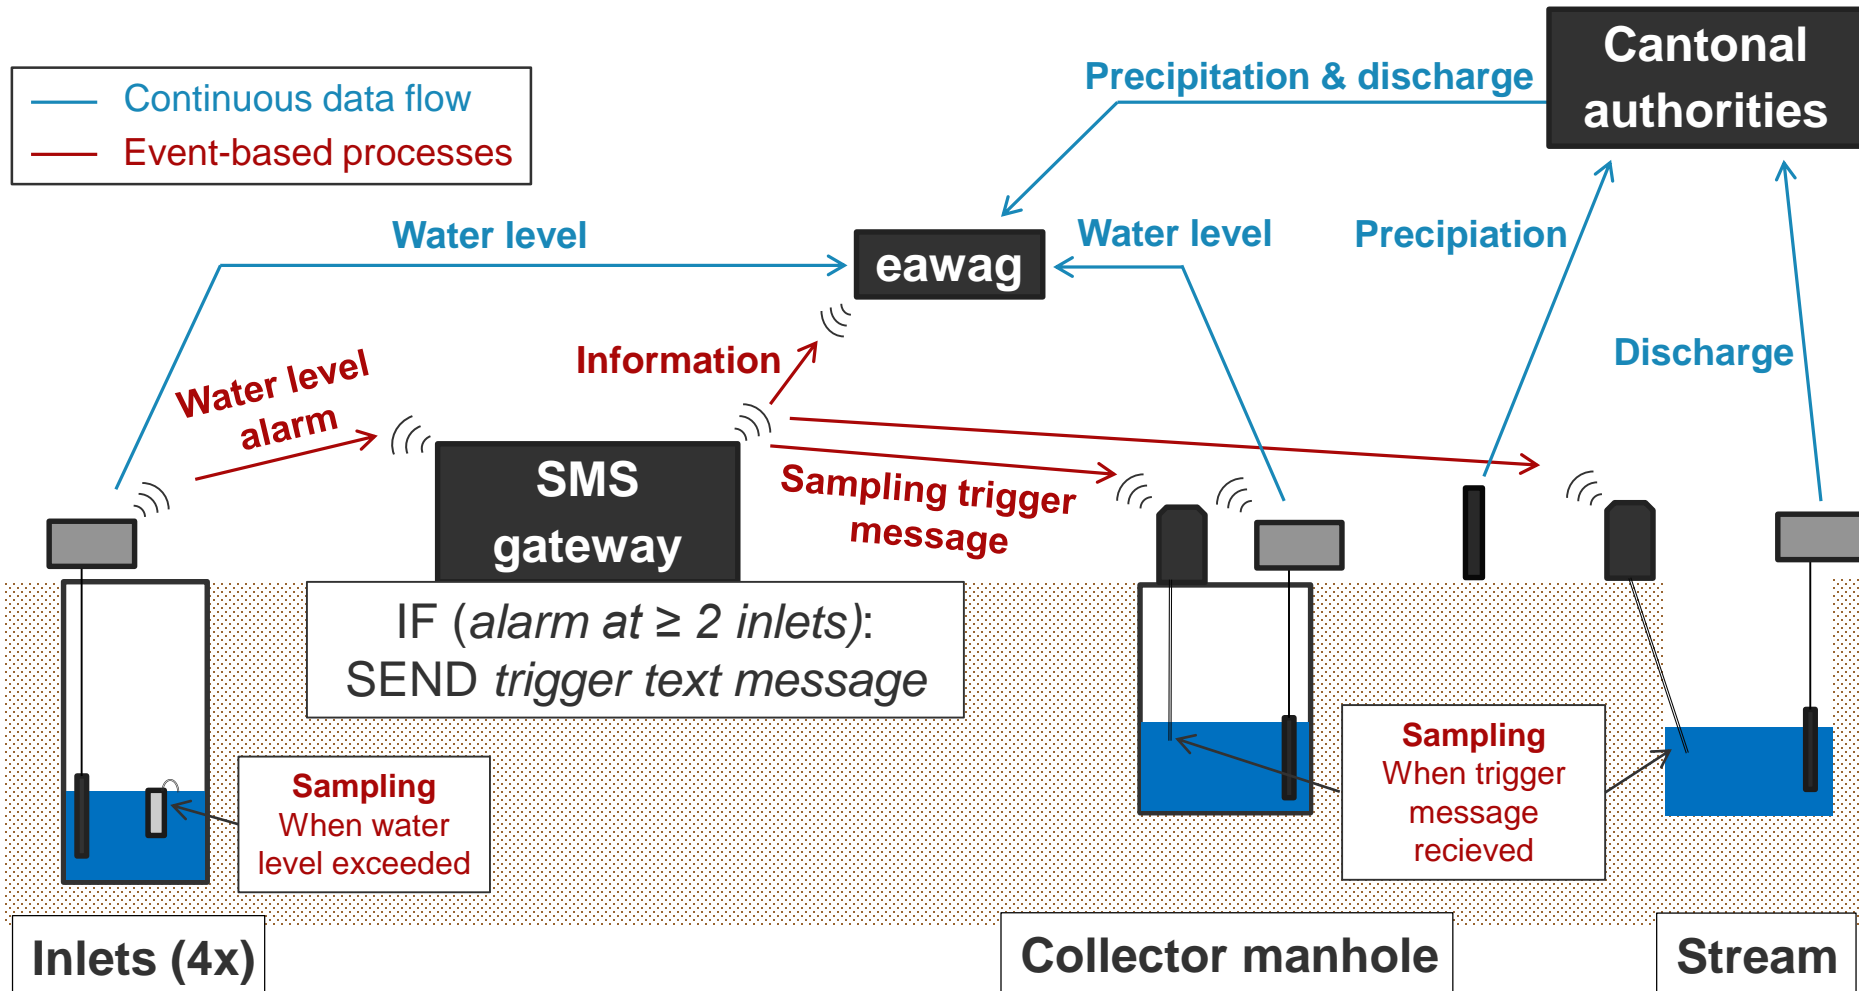 Cantonal
authorities
Precipitation & discharge
Continuous data flow
Event-based processes
Water level
eawag
Water level
Precipiation
Discharge
Information
Water level
alarm
SMS
gateway
Sampling trigger
message
IF (alarm at ≥ 2 inlets):
SEND trigger text message
Sampling
When water
level exceeded
Sampling
When trigger
message
recieved
Inlets (4x)
Collector manhole
Stream